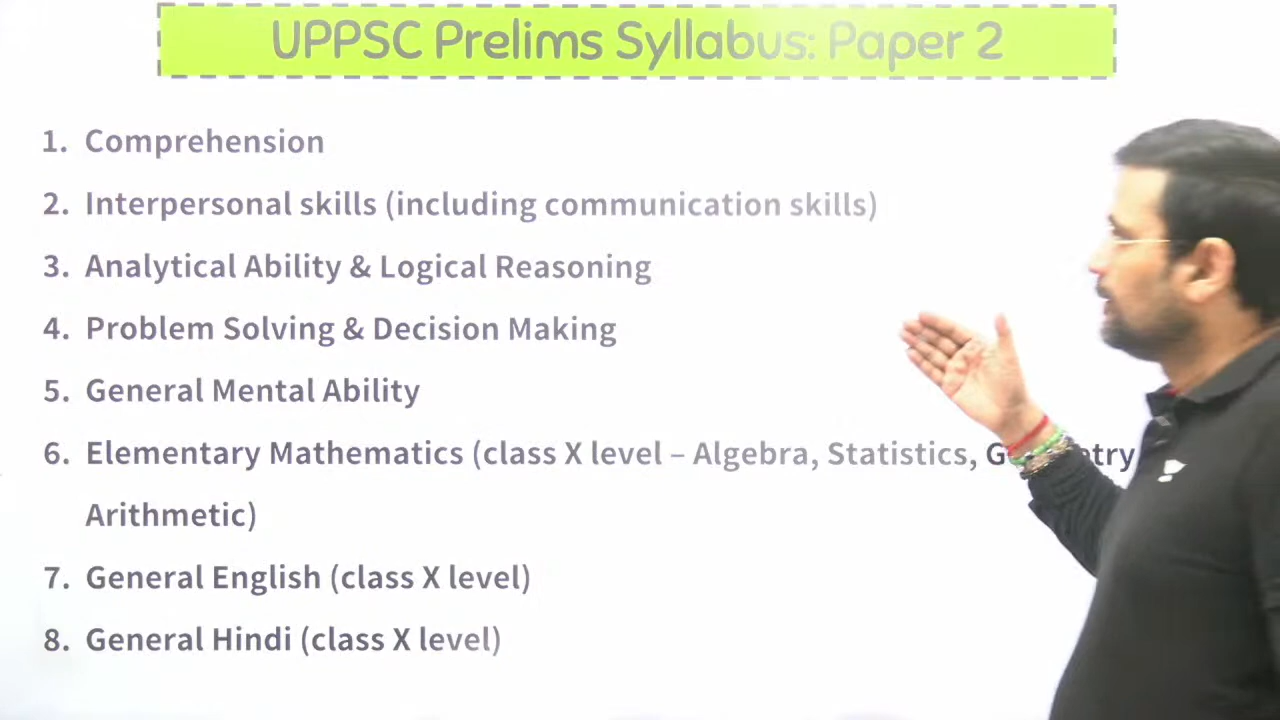 UPPSC Prelims Syllabus: Paper 2
1. Comprehension
2. Interpersonal skills (including communication skills)
3. Analytical Ability & Logical Reasoning
4. Problem Solving & Decision Making
5. General Mental Ability
6. Elementary Mathematics (class X level – Algebra, Statistics,
Arithmetic)
7. General English (class X level)
8. General Hindi (class X level)